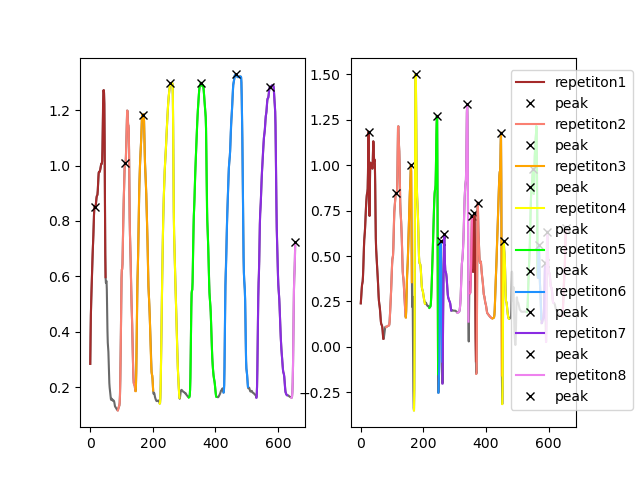 1.2
1.0
0.8
0.6
0.4
0.2
0
200
400
600
1.50
1.25
1.00
0.75
0.50
0.25
0.00
−0.25
0
200
400
600
repetiton1
peak
repetiton2
peak
repetiton3
peak
repetiton4
peak
repetiton5
peak
repetiton6
peak
repetiton7
peak
repetiton8
peak